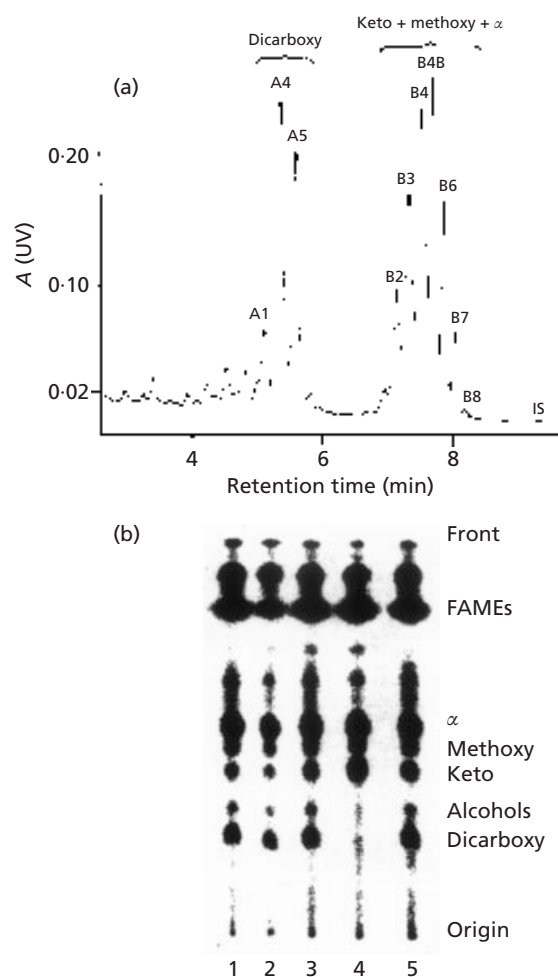 Dicarboxy
Keto + methoxy + α
(a)
A4
B4B
B4
A5
0·20
B3
B6
A (UV)
B2
0·10
A1
B7
0·02
B8
IS
4 6 8
Retention time (min)
(b)
Front
FAMEs
α
Methoxy
Keto
Alcohols
Dicarboxy
Origin
1 2 3 4 5